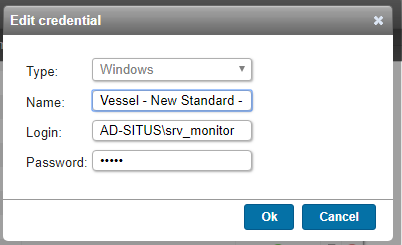 Edit credential
Type: Windows
Name: Vessel - New Standard -
Login: AD-SITUS\srv_monitor
Password: •••••
Ok Cancel